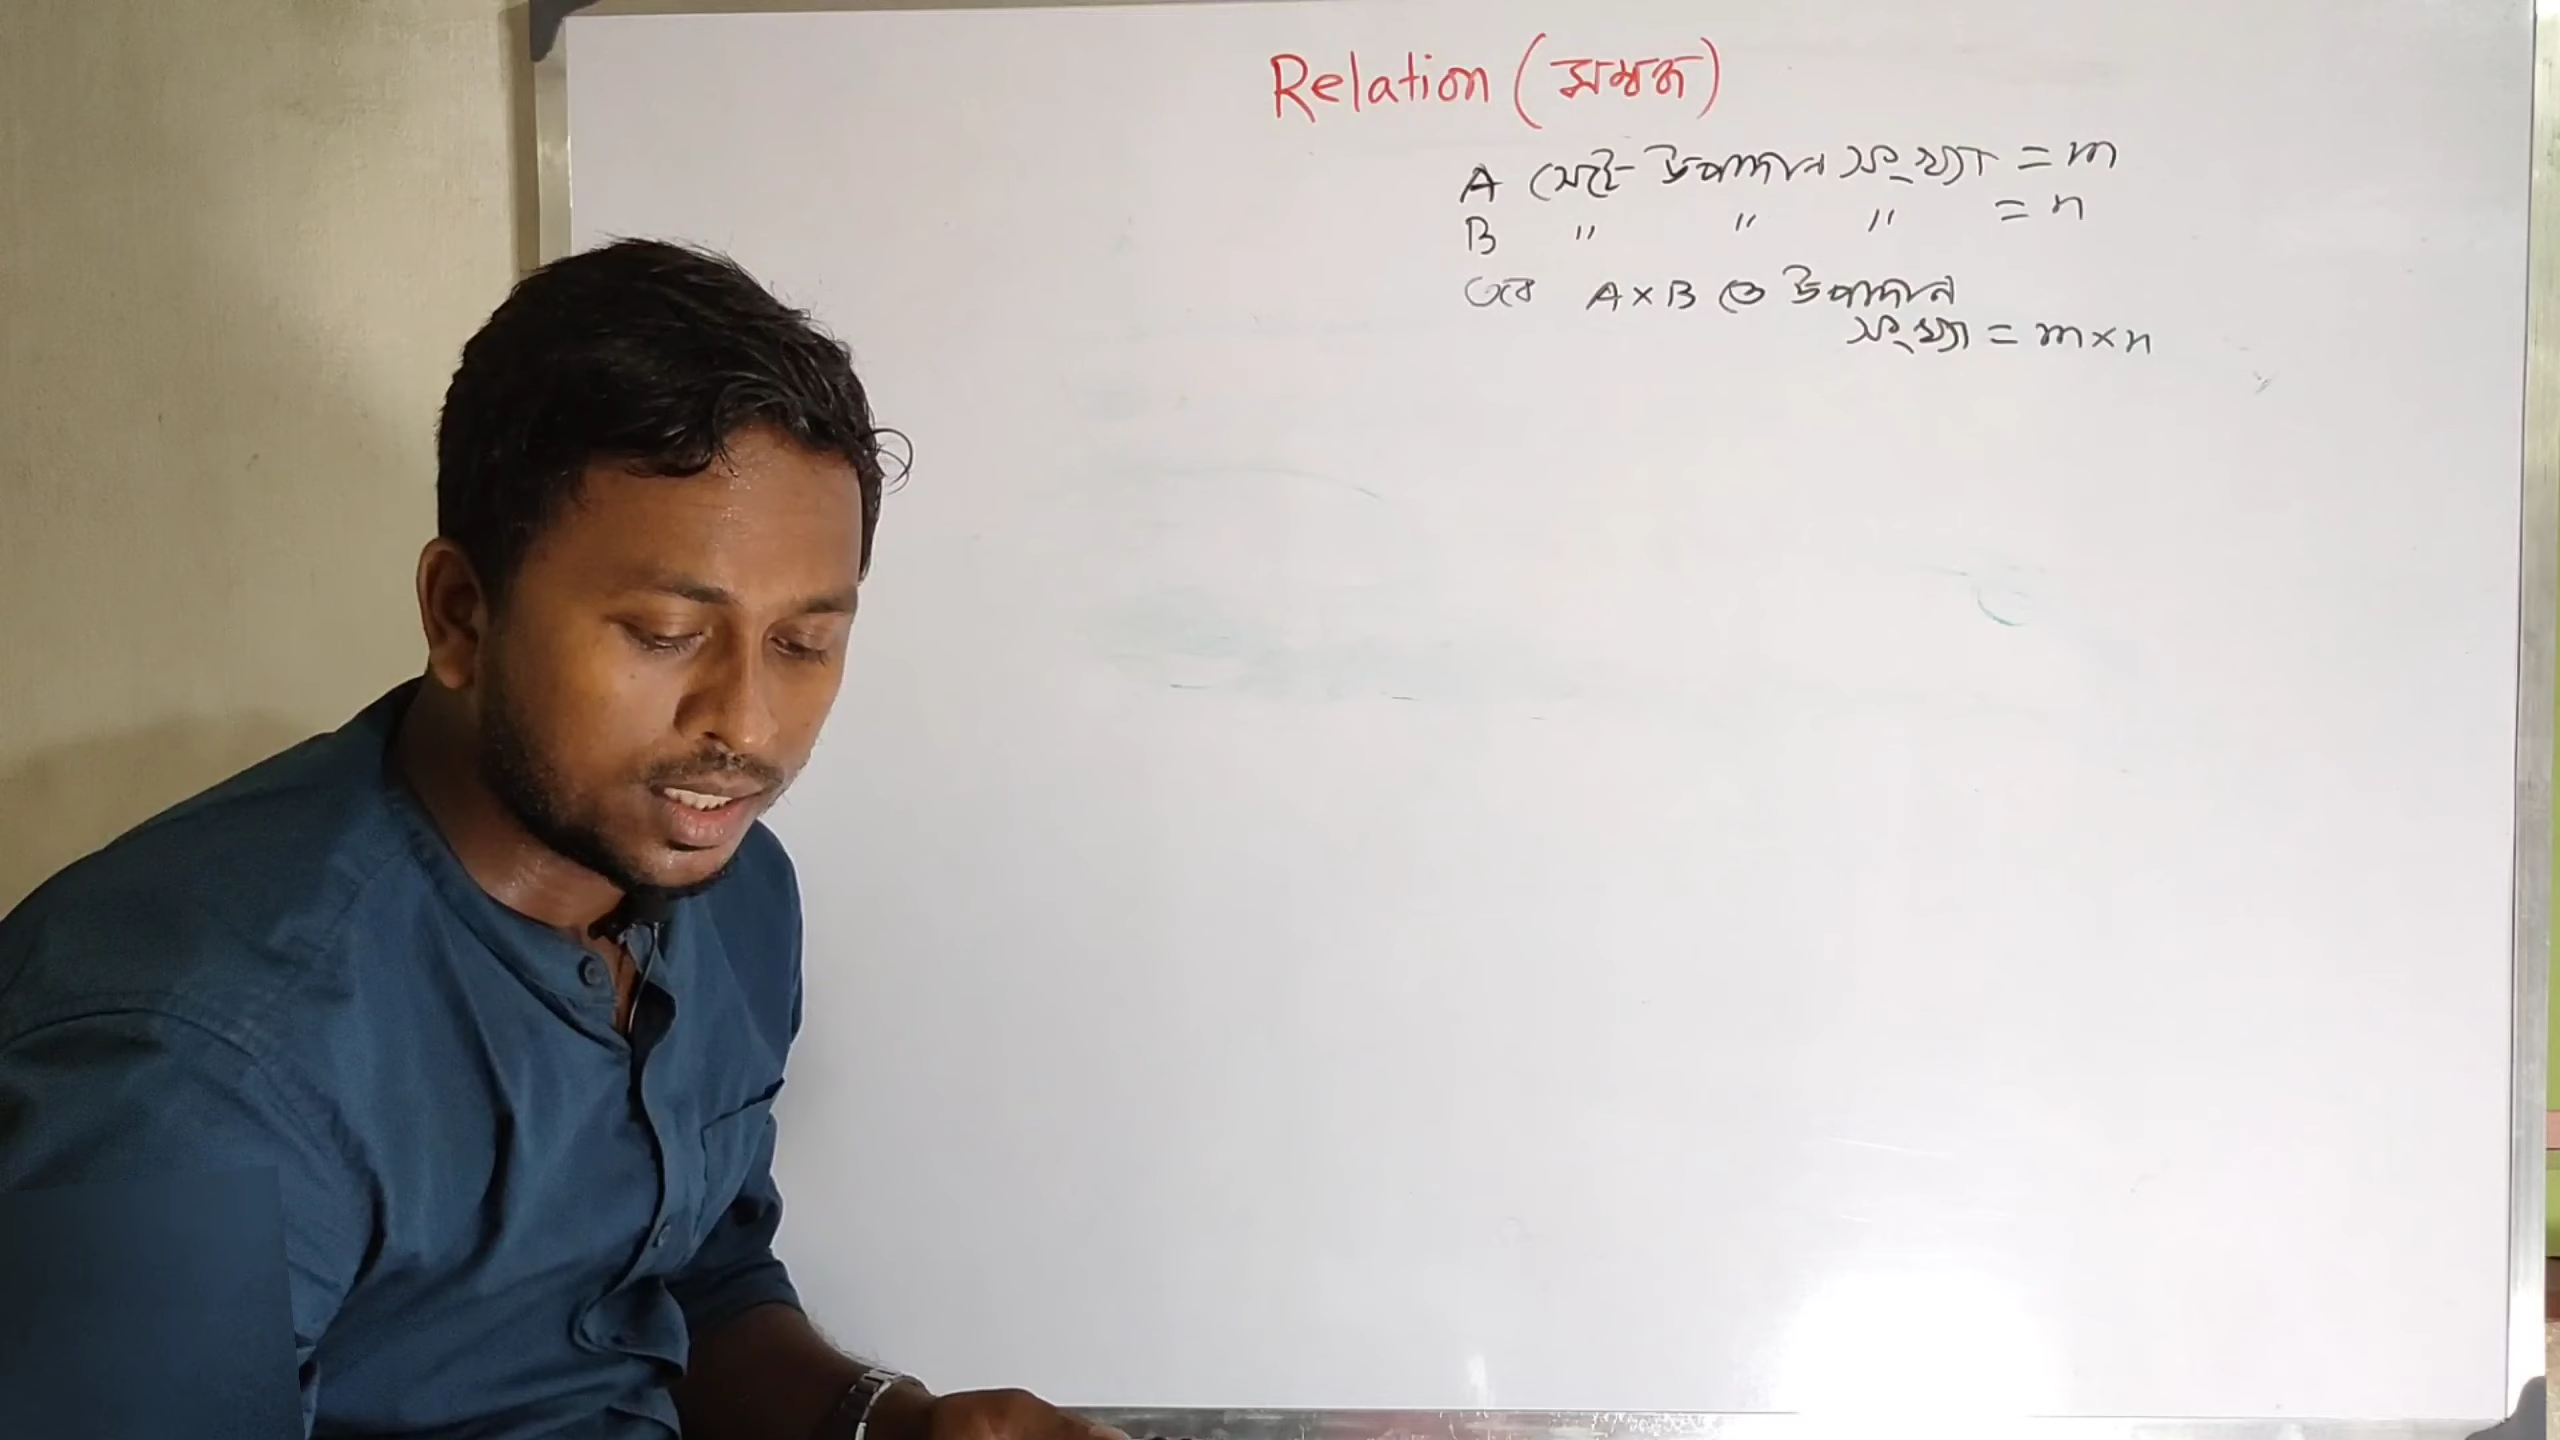 Relation (সম্বন্ধ)
A সেটে উপাদান সংখ্যা = m
B " " " = n
তবে A×B তে উপাদান
সংখ্যা = m×n